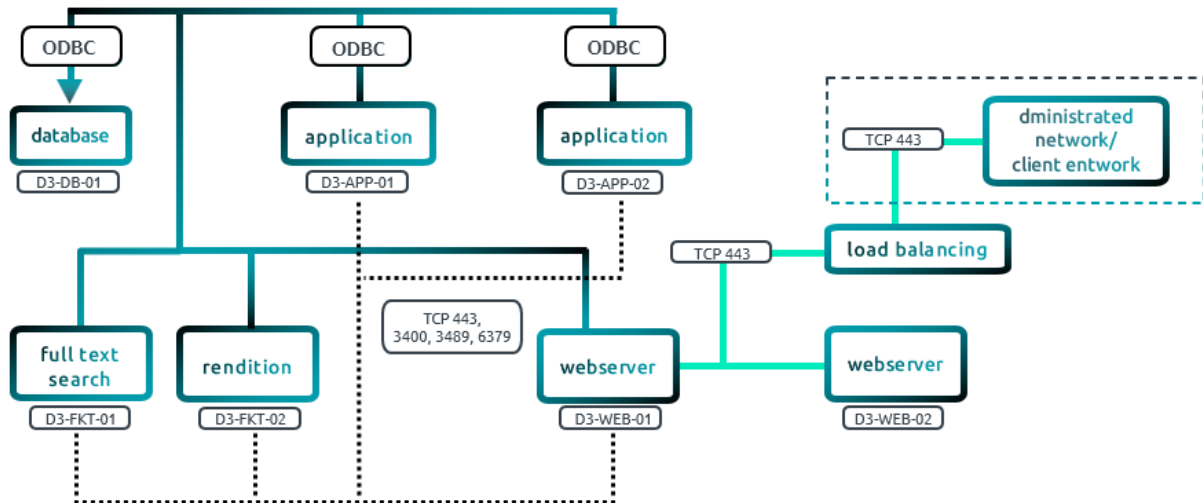 ODBC
ODBC
ODBC
database
application
application
dministrated
network/
client entwork
TCP 443
D3-DB-01
D3-APP-01
D3-APP-02
load balancing
TCP 443
TCP 443,
3400, 3489, 6379
full text
search
rendition
webserver
webserver
D3-FKT-01
D3-FKT-02
D3-WEB-01
D3-WEB-02